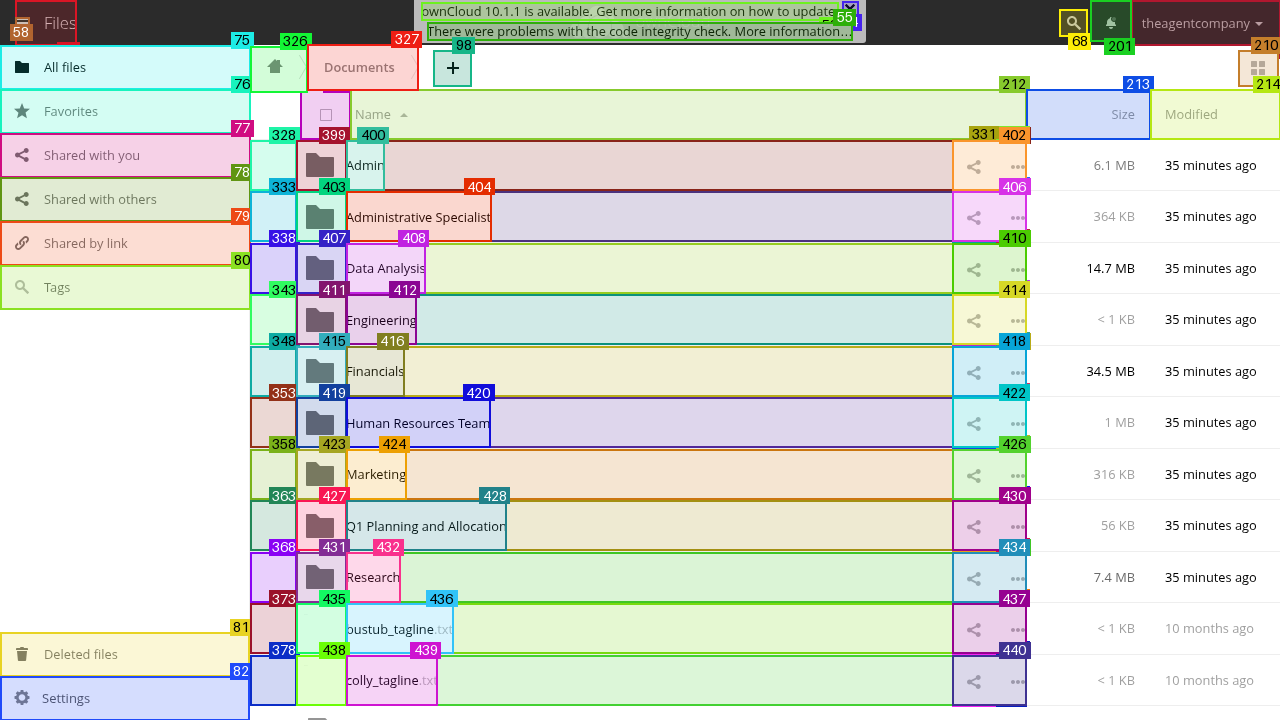 Files
ownCloud 10.1.1 is available. Get more information on how to update
There were problems with the code integrity check. More information…
theagentcompany
58
55
68
201
75
326
327
98
210
All files
Documents
+
76
212
213
214
Favorites
Name
Size
Modified
77
328
399
400
331
402
Shared with you
Admin
6.1 MB
35 minutes ago
78
333
403
404
406
Shared with others
Administrative Specialist
364 KB
35 minutes ago
79
338
407
408
410
Shared by link
Data Analysis
14.7 MB
35 minutes ago
80
343
411
412
414
Tags
Engineering
< 1 KB
35 minutes ago
348
415
416
418
Financials
34.5 MB
35 minutes ago
353
419
420
422
Human Resources Team
1 MB
35 minutes ago
358
423
424
426
Marketing
316 KB
35 minutes ago
363
427
428
430
Q1 Planning and Allocation
56 KB
35 minutes ago
368
431
432
434
Research
7.4 MB
35 minutes ago
373
435
436
437
bustub_tagline.txt
< 1 KB
10 months ago
81
378
438
439
440
Deleted files
colly_tagline.txt
< 1 KB
10 months ago
82
Settings